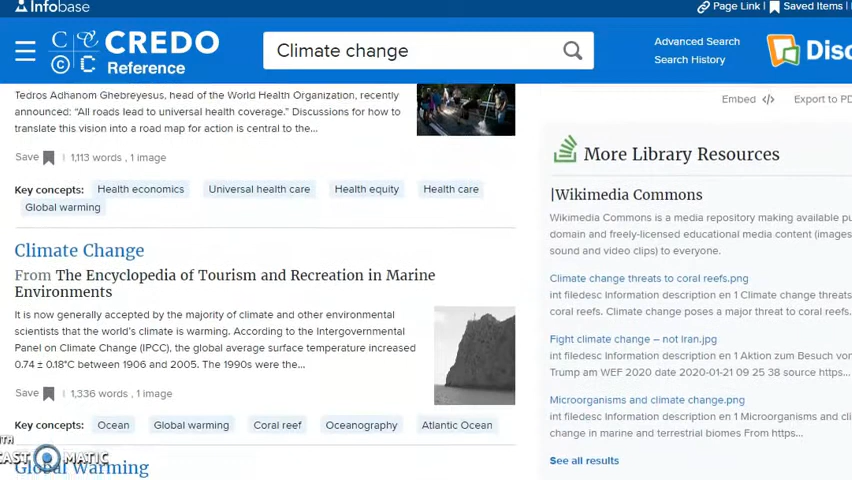 Infobase
Page Link | Saved Items |
CREDO
Reference
Climate change
Advanced Search
Search History
Disc
Tedros Adhanom Ghebreyesus, head of the World Health Organization, recently
announced: “All roads lead to universal health coverage.” Discussions for how to
translate this vision into a road map for action is central to the...
Embed </> Export to PD
Save | 1,113 words , 1 image
Key concepts: Health economics Universal health care Health equity Health care
Global warming
Climate Change
From The Encyclopedia of Tourism and Recreation in Marine
Environments
It is now generally accepted by the majority of climate and other environmental
scientists that the world's climate is warming. According to the Intergovernmental
Panel on Climate Change (IPCC), the global average surface temperature increased
0.74 ± 0.18°C between 1906 and 2005. The 1990s were the...
Save | 1,336 words , 1 image
Key concepts: Ocean Global warming Coral reef Oceanography Atlantic Ocean
Global Warming
More Library Resources
|Wikimedia Commons
Wikimedia Commons is a media repository making available pu
domain and freely-licensed educational media content (images
sound and video clips) to everyone.
Climate change threats to coral reefs.png
int filedesc Information description en 1 Climate change threats
coral reefs. Climate change poses a major threat to coral reefs.
Fight climate change – not Iran.jpg
int filedesc Information description en 1 Aktion zum Besuch vo
Trump am WEF 2020 date 2020-01-21 09 25 38 source https...
Microorganisms and climate change.png
int filedesc Information description en 1 Microorganisms and cli
change in marine and terrestrial biomes From https...
See all results